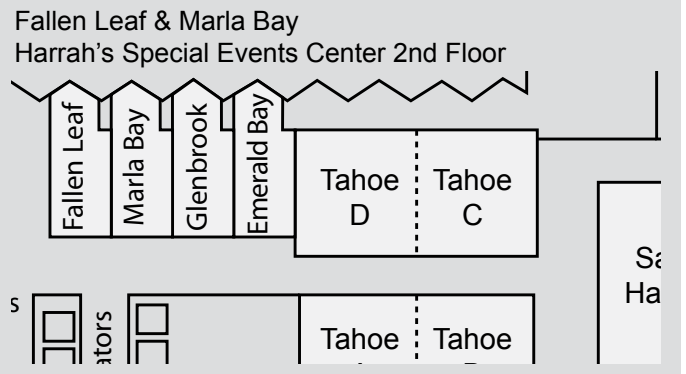 Fallen Leaf & Marla Bay
Harrah's Special Events Center 2nd Floor
Fallen Leaf
Marla Bay
Glenbrook
Emerald Bay
Tahoe
D
Tahoe
C
Tahoe
Tahoe